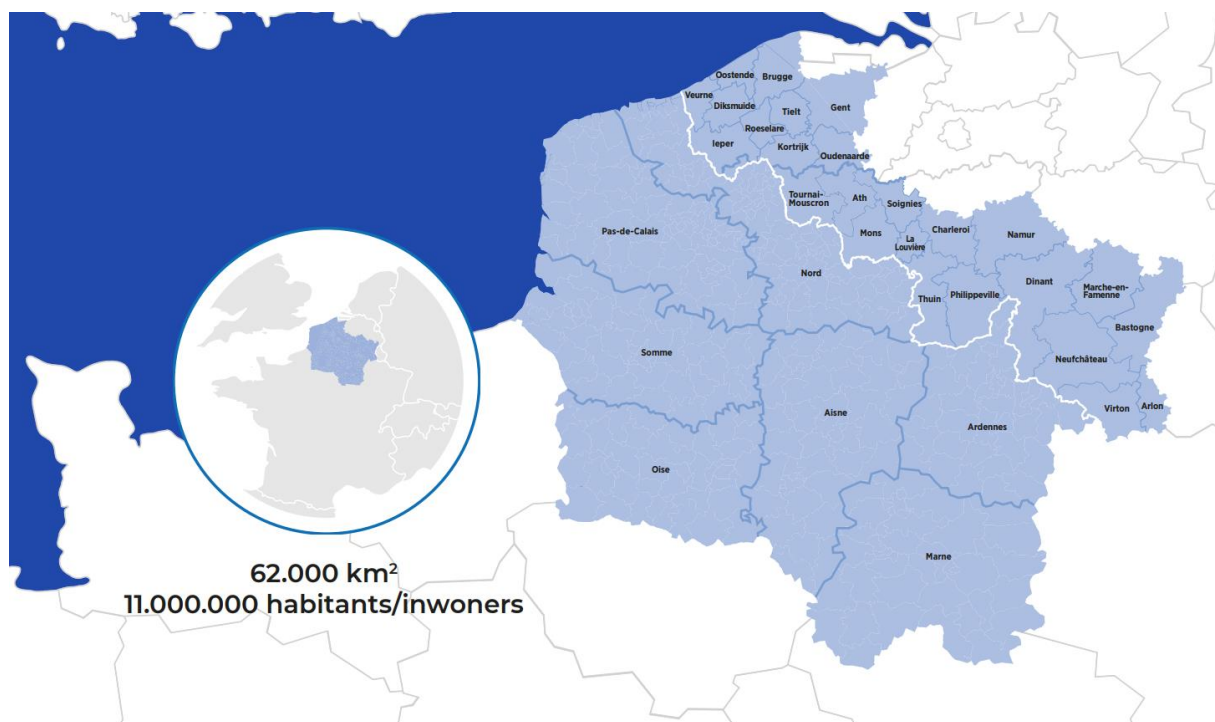 Oostende
Brugge
Veurne
Diksmuide
Tielt
Gent
Roeselare
Ieper
Kortrijk
Oudenaarde
Tournai-
Mouscron
Ath
Soignies
Pas-de-Calais
Mons
La
Louvière
Charleroi
Namur
Nord
Thuin
Philippeville
Dinant
Marche-en-
Famenne
Bastogne
Somme
Neufchâteau
Aisne
Virton
Arlon
Ardennes
Oise
Marne
62.000 km²
11.000.000 habitants/inwoners